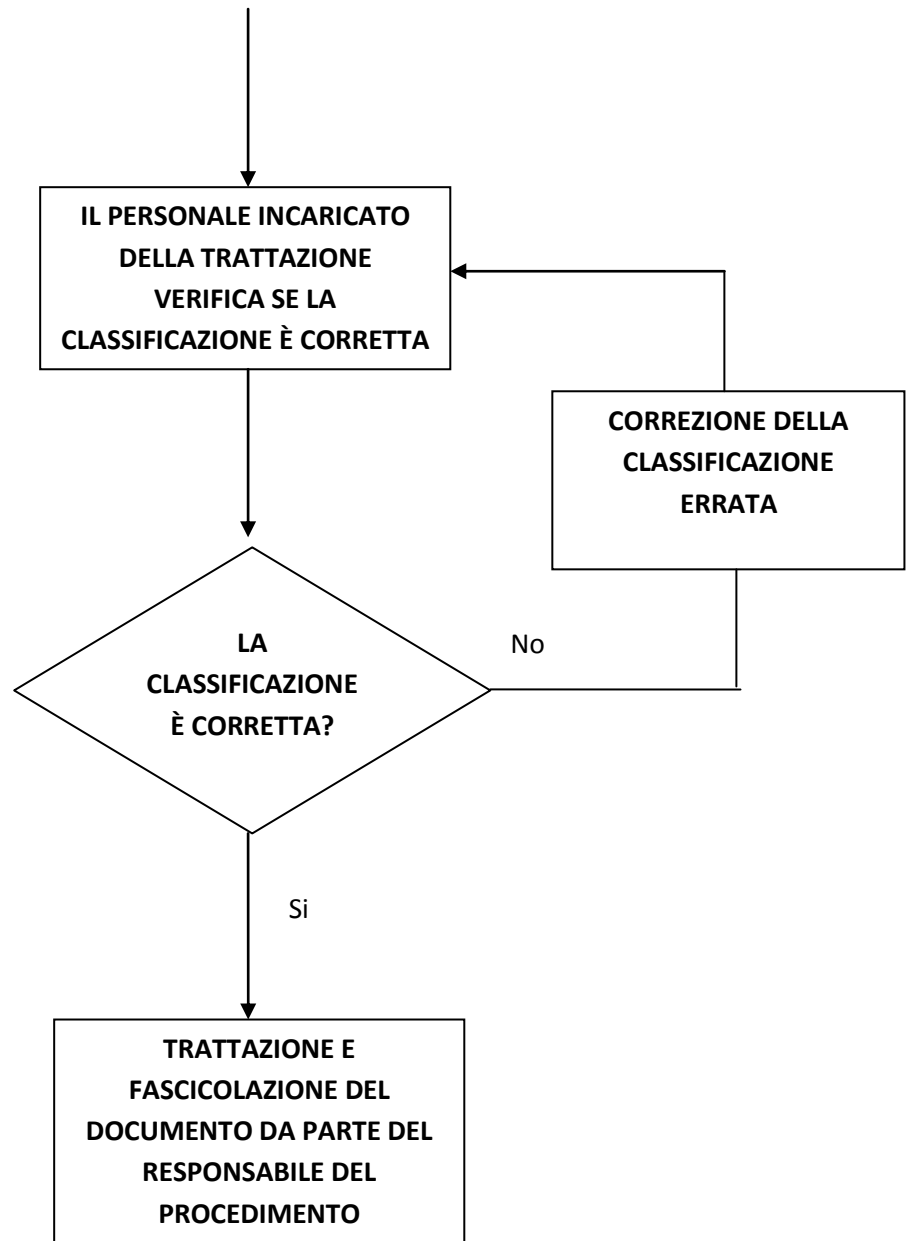 IL PERSONALE INCARICATO
DELLA TRATTAZIONE
VERIFICA SE LA
CLASSIFICAZIONE È CORRETTA
CORREZIONE DELLA
CLASSIFICAZIONE
ERRATA
LA
CLASSIFICAZIONE
È CORRETTA?
No
Si
TRATTAZIONE E
FASCICOLAZIONE DEL
DOCUMENTO DA PARTE DEL
RESPONSABILE DEL
PROCEDIMENTO